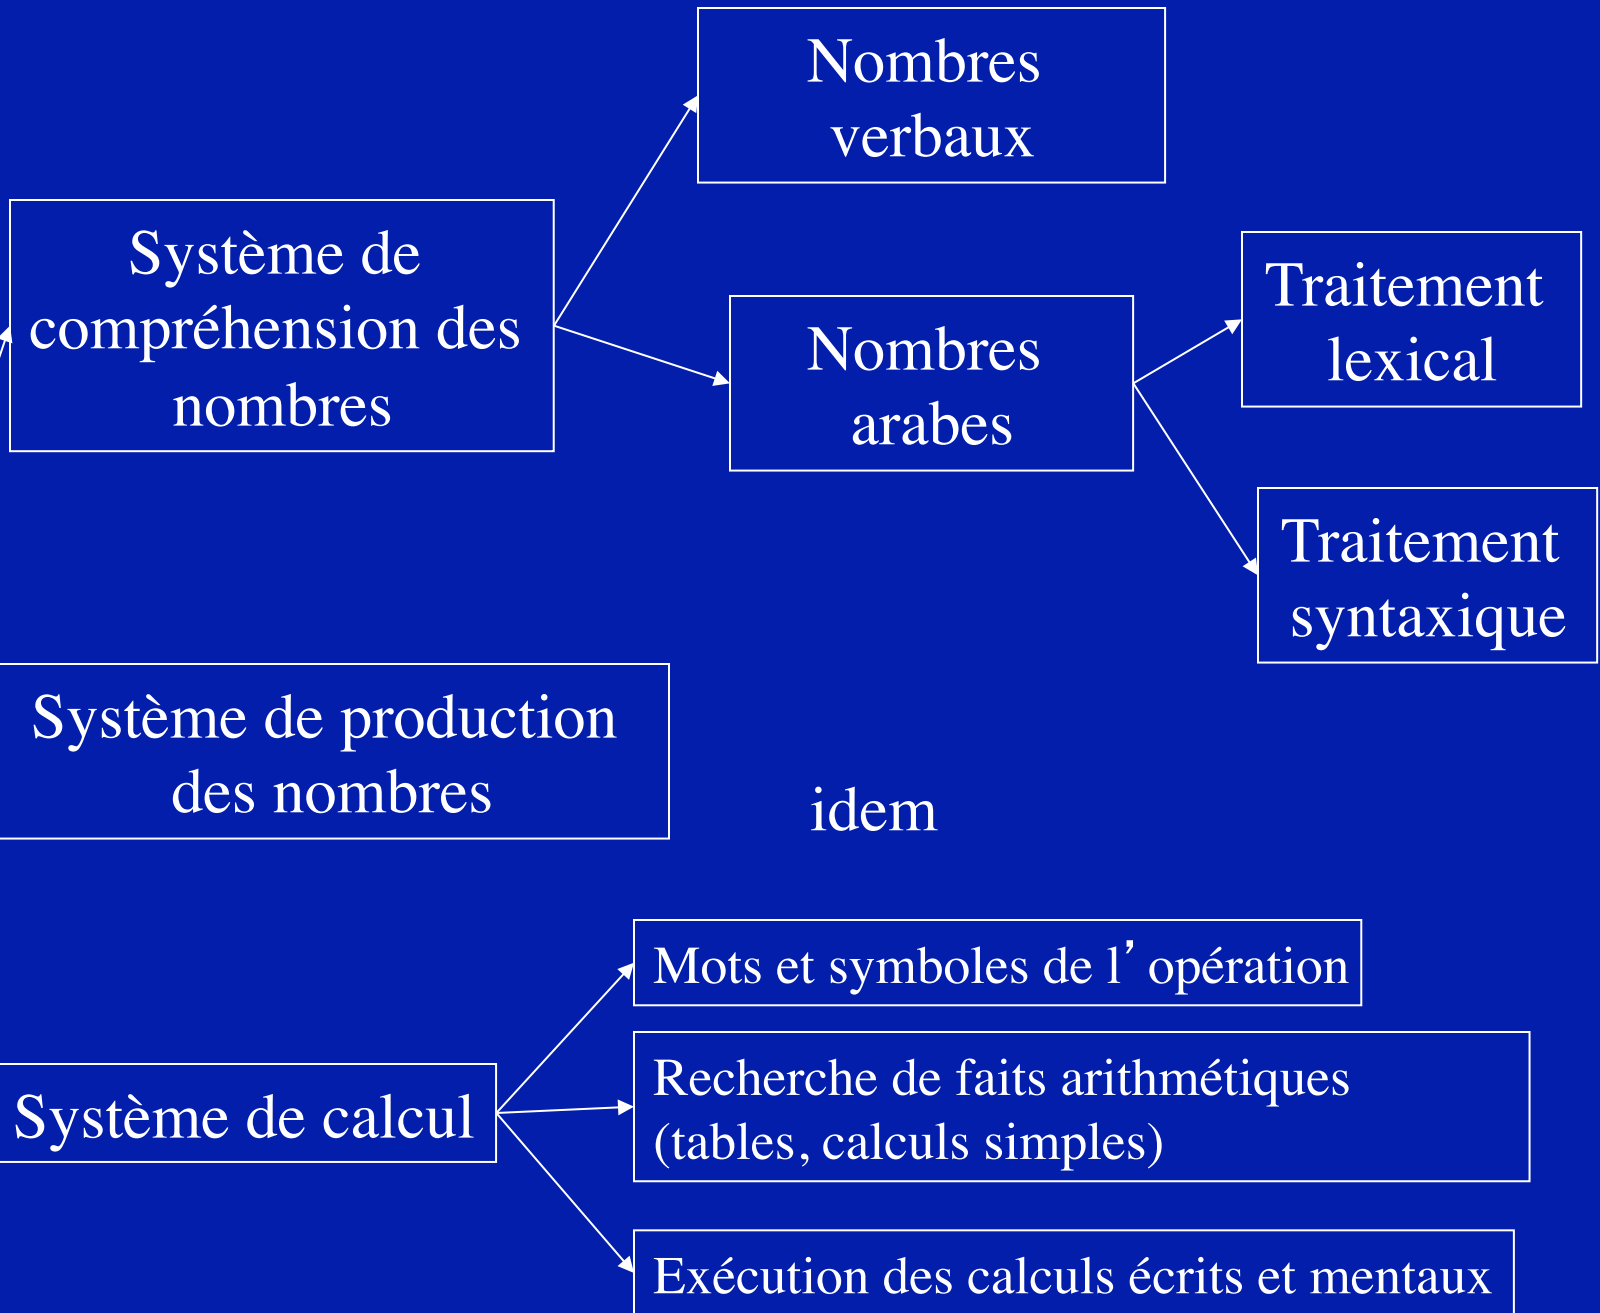 Nombres
verbaux
Système de
compréhension des
nombres
Nombres
arabes
Traitement
lexical
Traitement
syntaxique
Système de production
des nombres
idem
Système de calcul
Mots et symboles de l’ opération
Recherche de faits arithmétiques
(tables, calculs simples)
Exécution des calculs écrits et mentaux